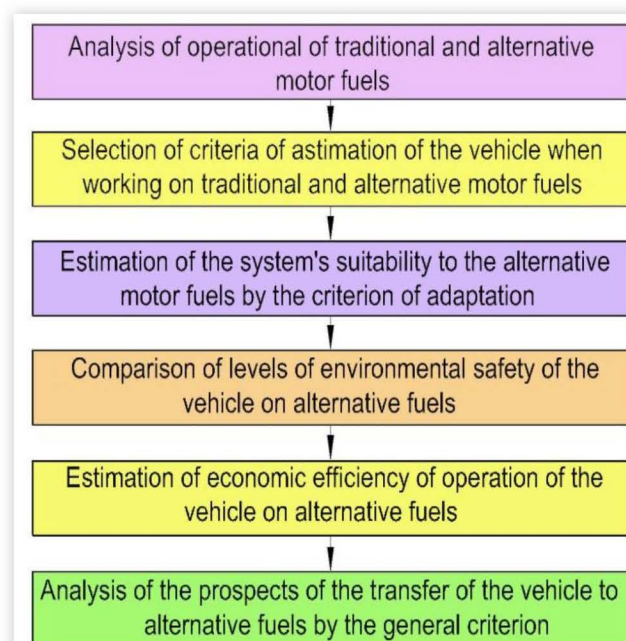 Analysis of operational of traditional and alternative
motor fuels
Selection of criteria of astimation of the vehicle when
working on traditional and alternative motor fuels
Estimation of the system's suitability to the alternative
motor fuels by the criterion of adaptation
Comparison of levels of environmental safety of the
vehicle on alternative fuels
Estimation of economic efficiency of operation of the
vehicle on alternative fuels
Analysis of the prospects of the transfer of the vehicle to
alternative fuels by the general criterion